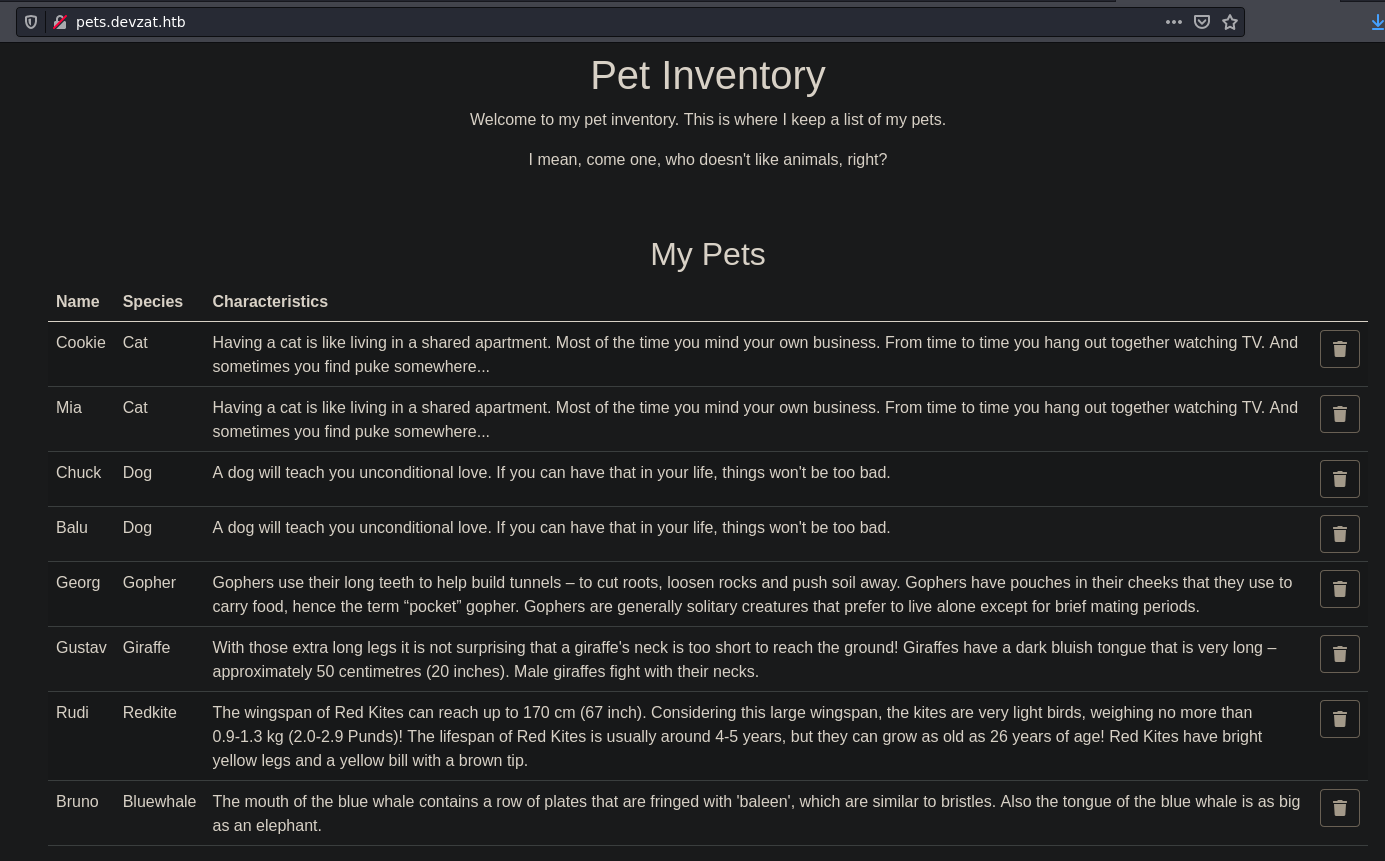 pets.devzat.htb
Pet Inventory
Welcome to my pet inventory. This is where I keep a list of my pets.
I mean, come one, who doesn't like animals, right?
My Pets
Name Species Characteristics
Cookie Cat Having a cat is like living in a shared apartment. Most of the time you mind your own business. From time to time you hang out together watching TV. And
sometimes you find puke somewhere...
Mia Cat Having a cat is like living in a shared apartment. Most of the time you mind your own business. From time to time you hang out together watching TV. And
sometimes you find puke somewhere...
Chuck Dog A dog will teach you unconditional love. If you can have that in your life, things won't be too bad.
Balu Dog A dog will teach you unconditional love. If you can have that in your life, things won't be too bad.
Georg Gopher Gophers use their long teeth to help build tunnels – to cut roots, loosen rocks and push soil away. Gophers have pouches in their cheeks that they use to
carry food, hence the term “pocket” gopher. Gophers are generally solitary creatures that prefer to live alone except for brief mating periods.
Gustav Giraffe With those extra long legs it is not surprising that a giraffe's neck is too short to reach the ground! Giraffes have a dark bluish tongue that is very long –
approximately 50 centimetres (20 inches). Male giraffes fight with their necks.
Rudi Redkite The wingspan of Red Kites can reach up to 170 cm (67 inch). Considering this large wingspan, the kites are very light birds, weighing no more than
0.9-1.3 kg (2.0-2.9 Punds)! The lifespan of Red Kites is usually around 4-5 years, but they can grow as old as 26 years of age! Red Kites have bright
yellow legs and a yellow bill with a brown tip.
Bruno Bluewhale The mouth of the blue whale contains a row of plates that are fringed with 'baleen', which are similar to bristles. Also the tongue of the blue whale is as big
as an elephant.